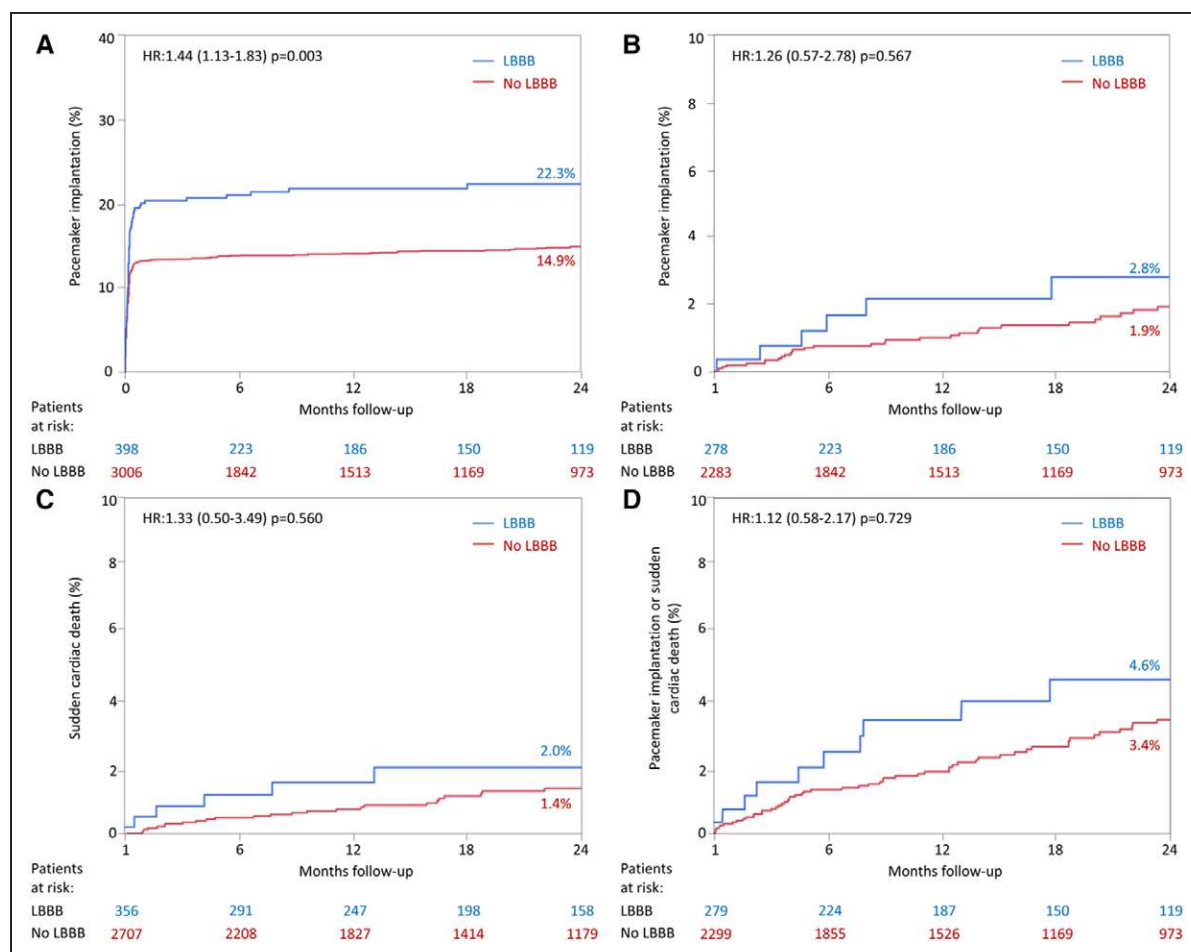 A
HR:1.44 (1.13-1.83) p=0.003
LBBB
No LBBB
Pacemaker implantation (%)
40
30
20
10
0
22.3%
14.9%
0 6 12 18 24
Months follow-up
Patients
at risk:
LBBB 398 223 186 150 119
No LBBB 3006 1842 1513 1169 973
B
HR:1.26 (0.57-2.78) p=0.567
LBBB
No LBBB
Pacemaker implantation (%)
10
8
6
4
2
0
2.8%
1.9%
1 6 12 18 24
Months follow-up
Patients
at risk:
LBBB 278 223 186 150 119
No LBBB 2283 1842 1513 1169 973
C
HR:1.33 (0.50-3.49) p=0.560
LBBB
No LBBB
Sudden cardiac death (%)
10
8
6
4
2
0
2.0%
1.4%
1 6 12 18 24
Months follow-up
Patients
at risk:
LBBB 356 291 247 198 158
No LBBB 2707 2208 1827 1414 1179
D
HR:1.12 (0.58-2.17) p=0.729
LBBB
No LBBB
Pacemaker implantation or sudden
cardiac death (%)
10
8
6
4
2
0
4.6%
3.4%
1 6 12 18 24
Months follow-up
Patients
at risk:
LBBB 279 224 187 150 119
No LBBB 2299 1855 1526 1169 973